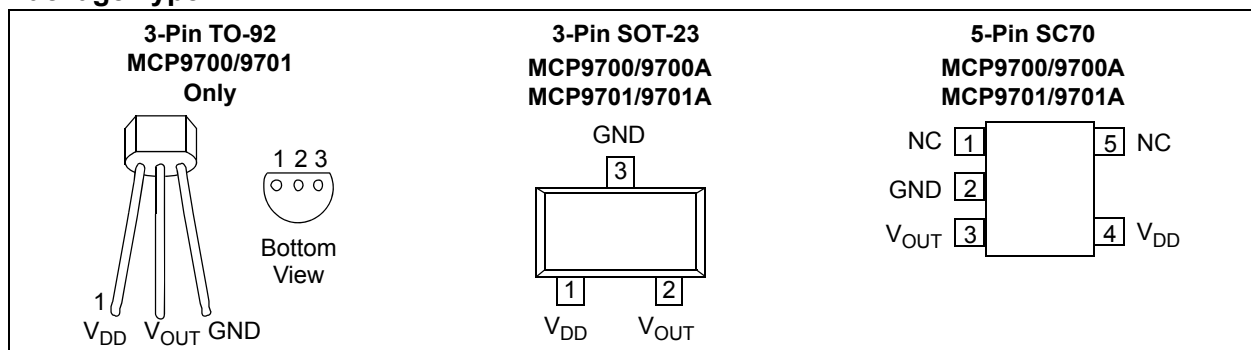 3-Pin TO-92
MCP9700/9701
Only
1 2 3
Bottom
View
1
VDD VOUT GND
3-Pin SOT-23
MCP9700/9700A
MCP9701/9701A
GND
3
1 2
VDD VOUT
5-Pin SC70
MCP9700/9700A
MCP9701/9701A
NC 1 5 NC
GND 2
VOUT 3 4 VDD